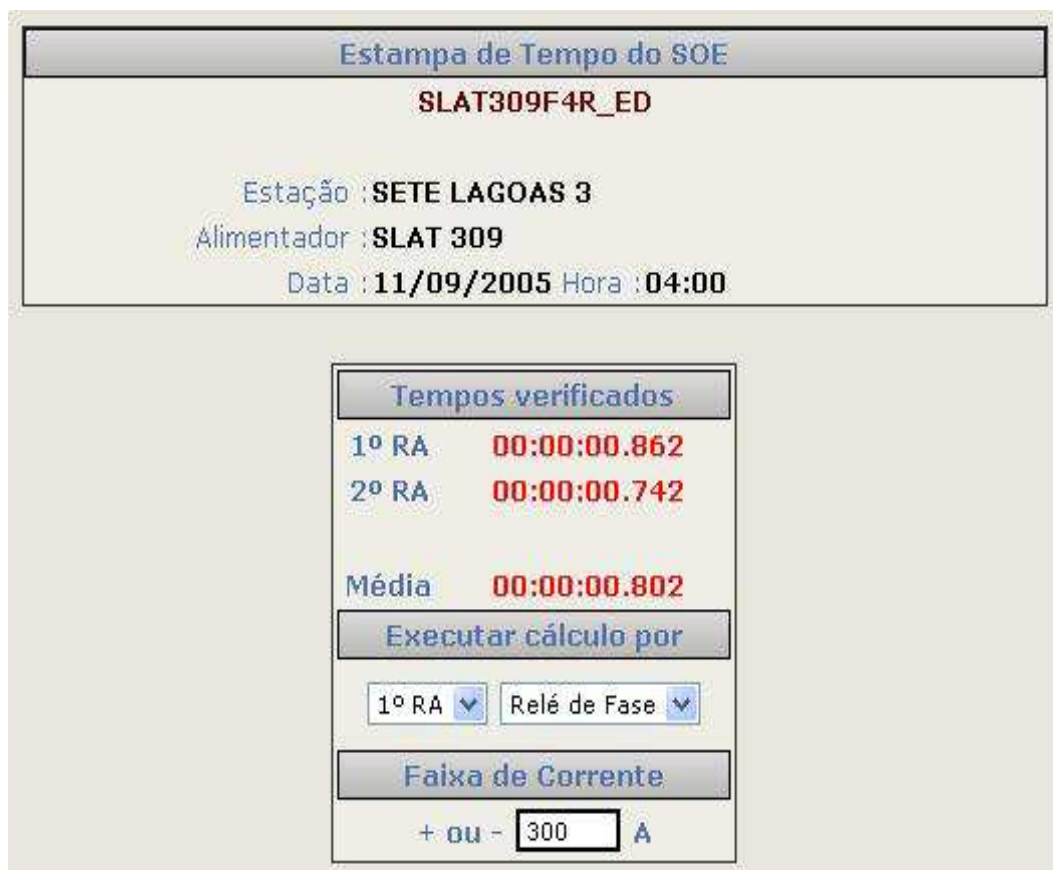 Estampa de Tempo do SOE
SLAT309F4R_ED
Estação : SETE LAGOAS 3
Alimentador : SLAT 309
Data : 11/09/2005 Hora : 04:00
Tempos verificados
1º RA 00:00:00.862
2º RA 00:00:00.742
Média 00:00:00.802
Executar cálculo por
1º RA Relé de Fase
Faixa de Corrente
+ ou - 300 A